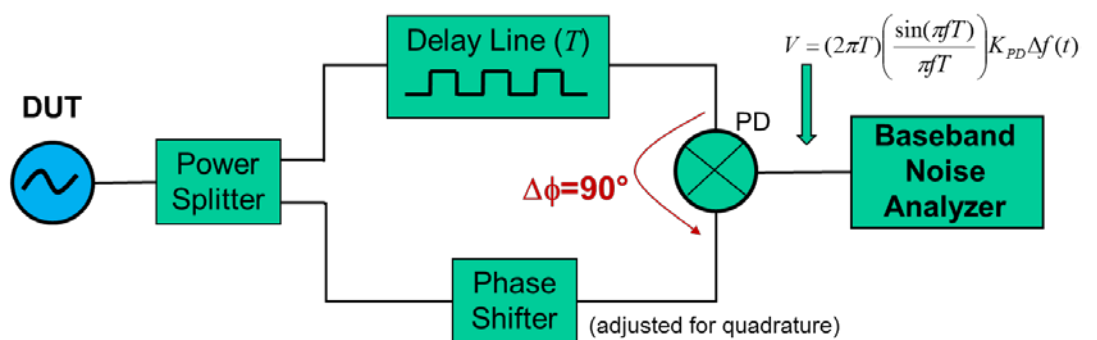 Delay Line (T)
V = (2πT)(sin(πfT)/πfT)K_PD Δf(t)
DUT
PD
Power
Splitter
Δϕ=90°
Baseband
Noise
Analyzer
Phase
Shifter
(adjusted for quadrature)